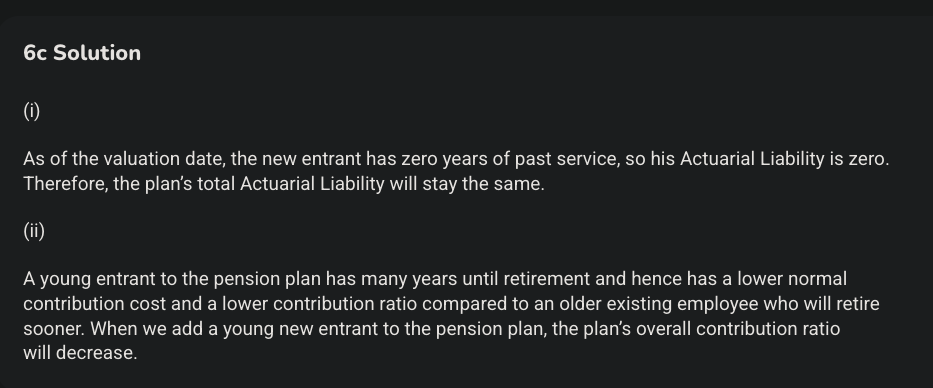 6c Solution
(i)
As of the valuation date, the new entrant has zero years of past service, so his Actuarial Liability is zero.
Therefore, the plan’s total Actuarial Liability will stay the same.
(ii)
A young entrant to the pension plan has many years until retirement and hence has a lower normal
contribution cost and a lower contribution ratio compared to an older existing employee who will retire
sooner. When we add a young new entrant to the pension plan, the plan’s overall contribution ratio
will decrease.